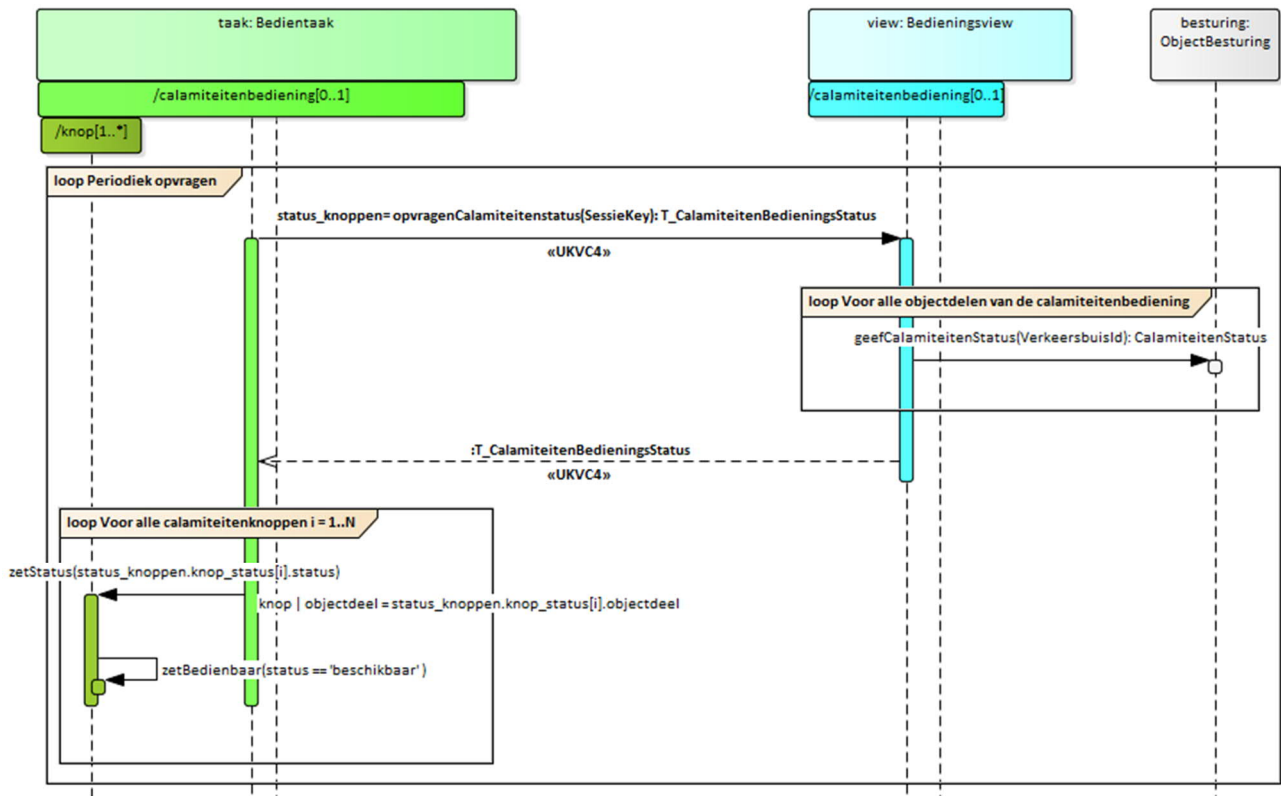 taak: Bedientaak
view: Bedieningsview
besturing:
ObjectBesturing
/calamiteitenbediening[0..1]
/calamiteitenbediening[0..1]
/knop[1..*]
loop Periodiek opvragen
status_knoppen= opvragenCalamiteitenstatus(SessieKey): T_CalamiteitenBedieningsStatus
«UKVC4»
loop Voor alle objectdelen van de calamiteitenbediening
geefCalamiteitenStatus(VerkeersbuisId): CalamiteitenStatus
:T_CalamiteitenBedieningsStatus
«UKVC4»
loop Voor alle calamiteitenknoppen i = 1..N
zetStatus(status_knoppen.knop_status[i].status)
knop | objectdeel = status_knoppen.knop_status[i].objectdeel
zetBedienbaar(status == 'beschikbaar' )